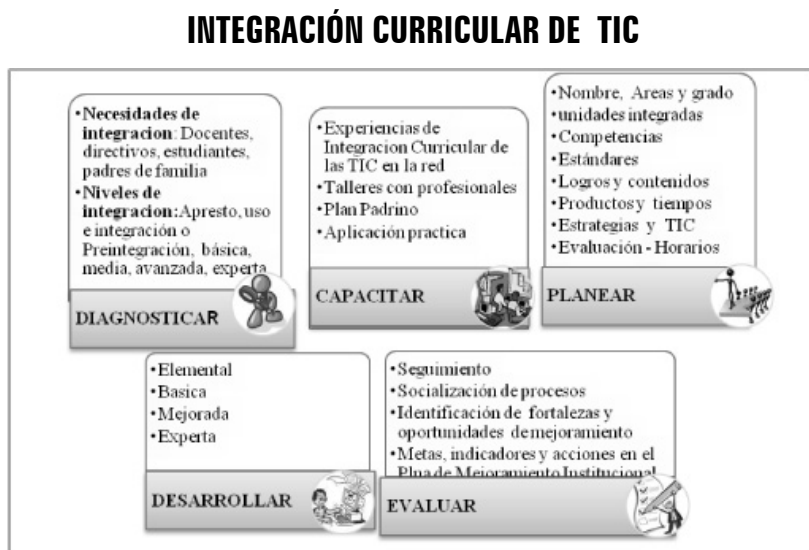 INTEGRACIÓN CURRICULAR DE TIC
•Necesidades de
integracion: Docentes,
directivos, estudiantes,
padres de familia
•Niveles de
integracion:Apresto, uso
e integración o
Preintegración, básica,
media, avanzada, experta
DIAGNOSTICAR
•Experiencias de
Integracion Curricular de
las TIC en la red
•Talleres con profesionales
•Plan Padrino
•Aplicación practica
CAPACITAR
•Nombre, Areas y grado
•unidades integradas
•Competencias
•Estándares
•Logros y contenidos
•Productos y tiempos
•Estrategias y TIC
•Evaluación - Horarios
PLANEAR
•Elemental
•Basica
•Mejorada
•Experta
DESARROLLAR
•Seguimiento
•Socialización de procesos
•Identificación de fortalezas y
oportunidades de mejoramiento
•Metas, indicadores y acciones en el
Plna de Mejoramiento Institucional
EVALUAR